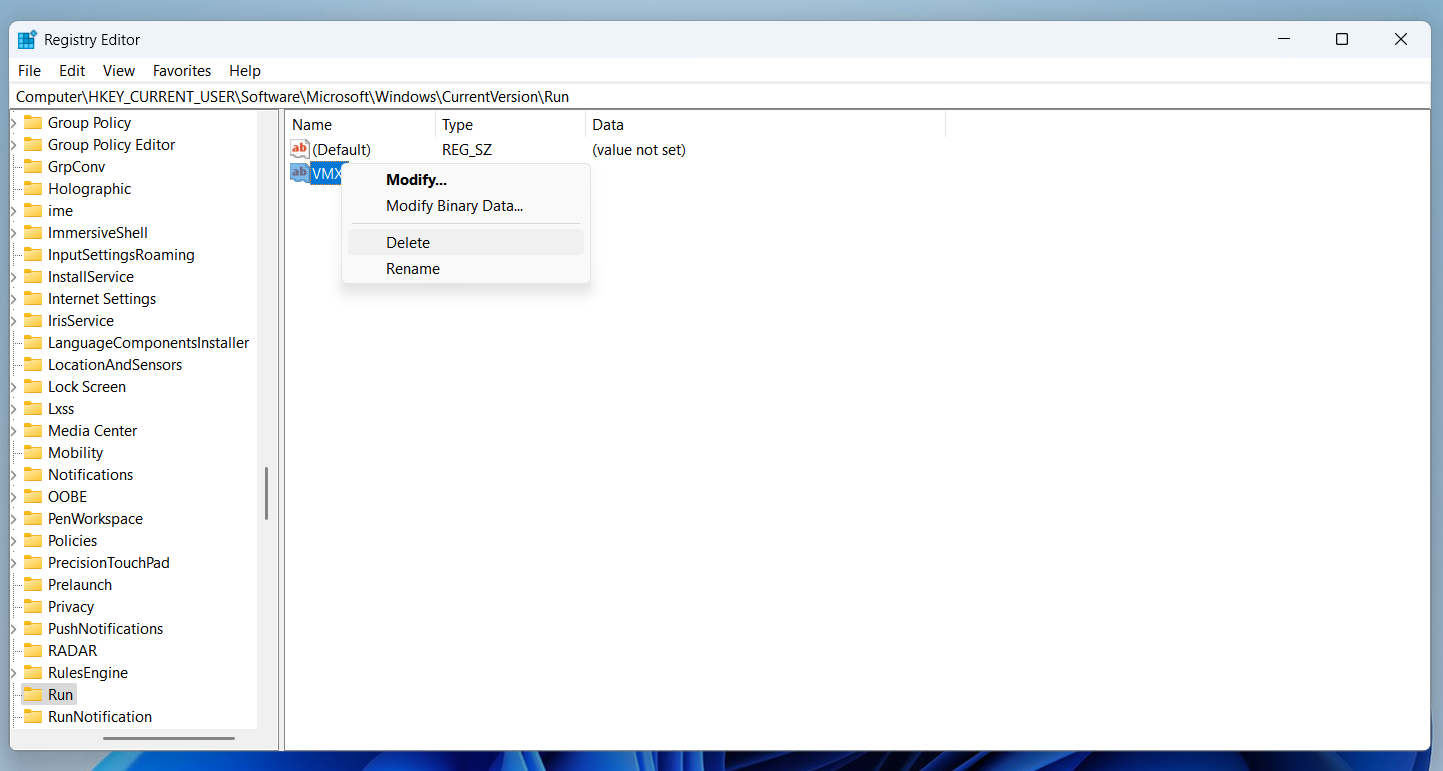 Registry Editor
File Edit View Favorites Help
Computer\HKEY_CURRENT_USER\Software\Microsoft\Windows\CurrentVersion\Run
Group Policy
Group Policy Editor
GrpConv
Holographic
ime
ImmersiveShell
InputSettingsRoaming
InstallService
Internet Settings
IrisService
LanguageComponentsInstaller
LocationAndSensors
Lock Screen
Lxss
Media Center
Mobility
Notifications
OOBE
PenWorkspace
Policies
PrecisionTouchPad
Prelaunch
Privacy
PushNotifications
RADAR
RulesEngine
Run
RunNotification
Name Type Data
ab (Default) REG_SZ (value not set)
ab VMX
Modify...
Modify Binary Data...
Delete
Rename